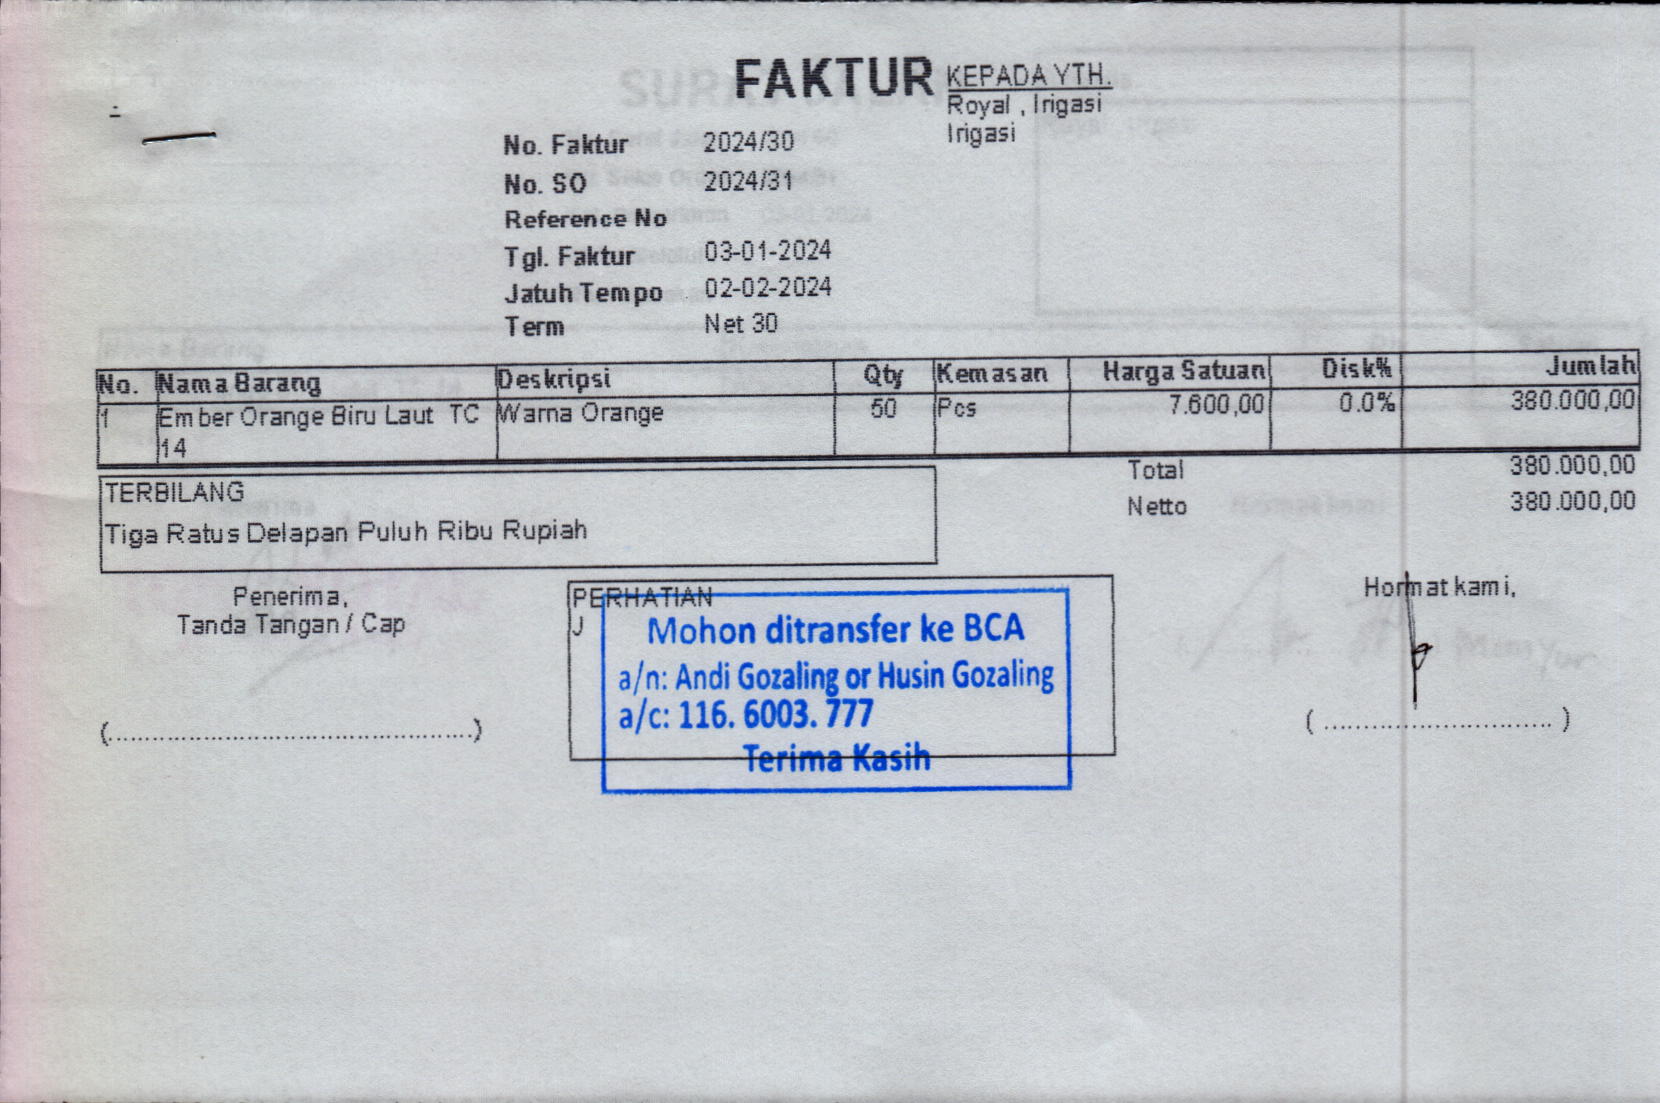 FAKTUR
KEPADA YTH.
Royal , Irigasi
Irigasi
No. Faktur 2024/30
No. SO 2024/31
Reference No
Tgl. Faktur 03-01-2024
Jatuh Tempo 02-02-2024
Term Net 30
No. Nama Barang Deskripsi Qty Kemasan Harga Satuan Disk% Jumlah
1 Ember Orange Biru Laut TC Warna Orange 50 Pcs 7.600,00 0.0% 380.000,00
14
Total 380.000,00
Netto 380.000,00
TERBILANG
Tiga Ratus Delapan Puluh Ribu Rupiah
Penerima,
Tanda Tangan / Cap
(..............................................)
PERHATIAN
J
Mohon ditransfer ke BCA
a/n: Andi Gozaling or Husin Gozaling
a/c: 116. 6003. 777
Terima Kasih
Hormat kami,
( ............................. )